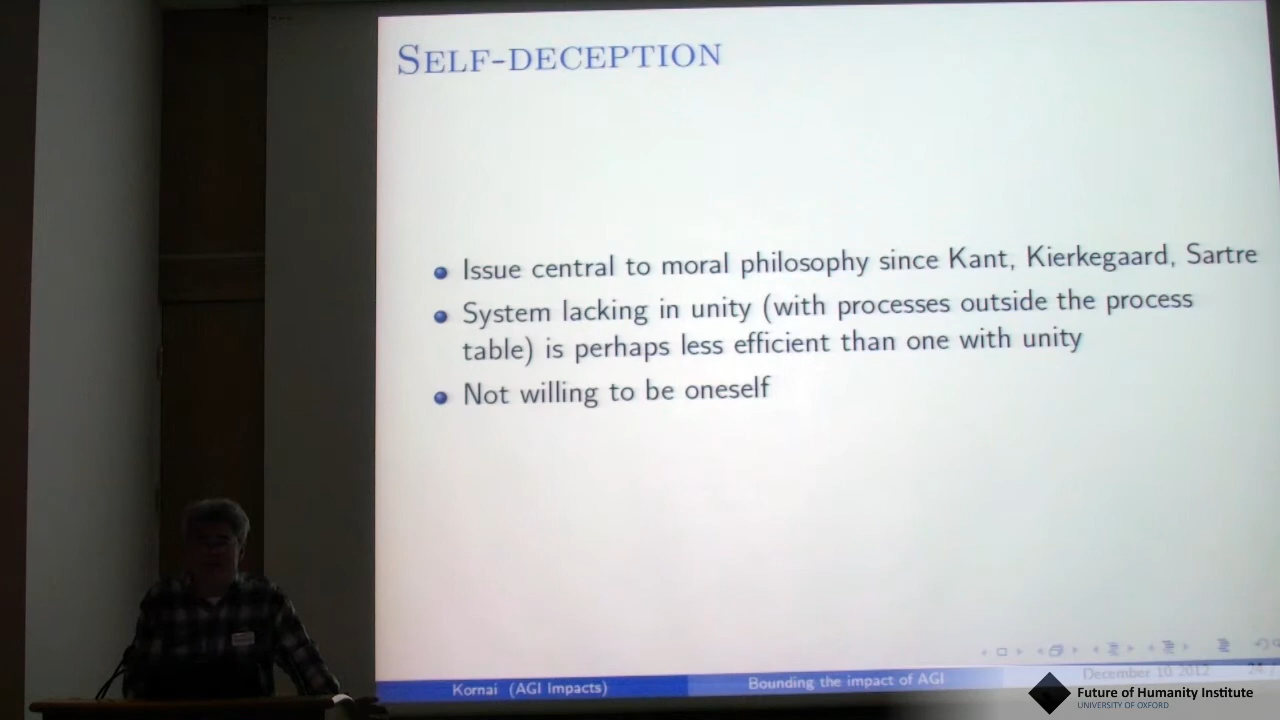 SELF-DECEPTION
Issue central to moral philosophy since Kant, Kierkegaard, Sartre
System lacking in unity (with processes outside the process
table) is perhaps less efficient than one with unity
Not willing to be oneself
Kornai (AGI Impacts)
Bounding the impact of AGI
December 10 2012
Future of Humanity Institute
UNIVERSITY OF OXFORD